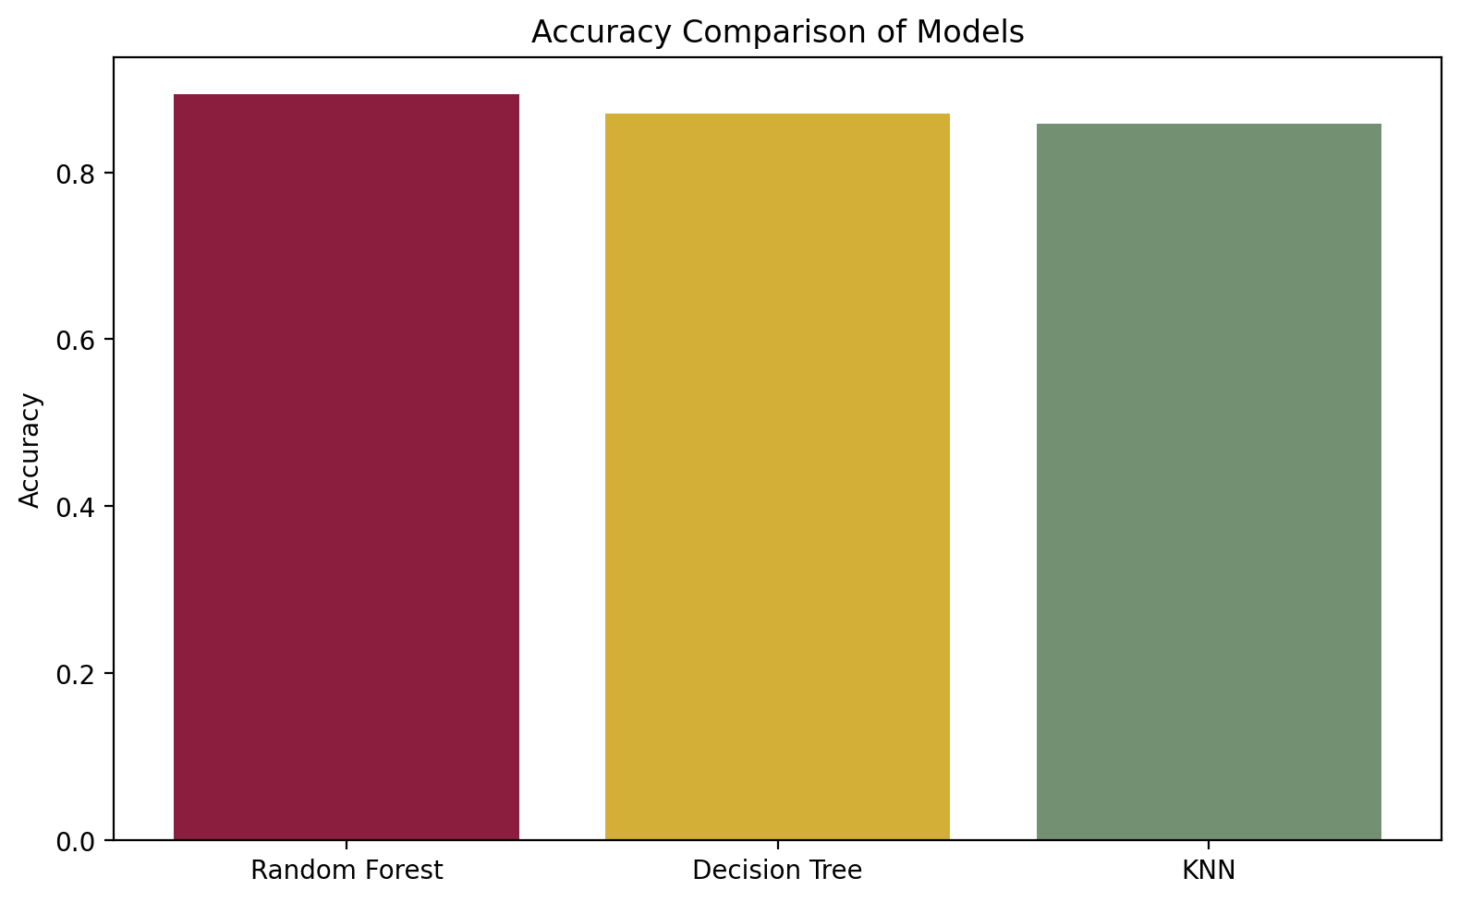 Accuracy Comparison of Models
Accuracy
0.8
0.6
0.4
0.2
0.0
Random Forest
Decision Tree
KNN